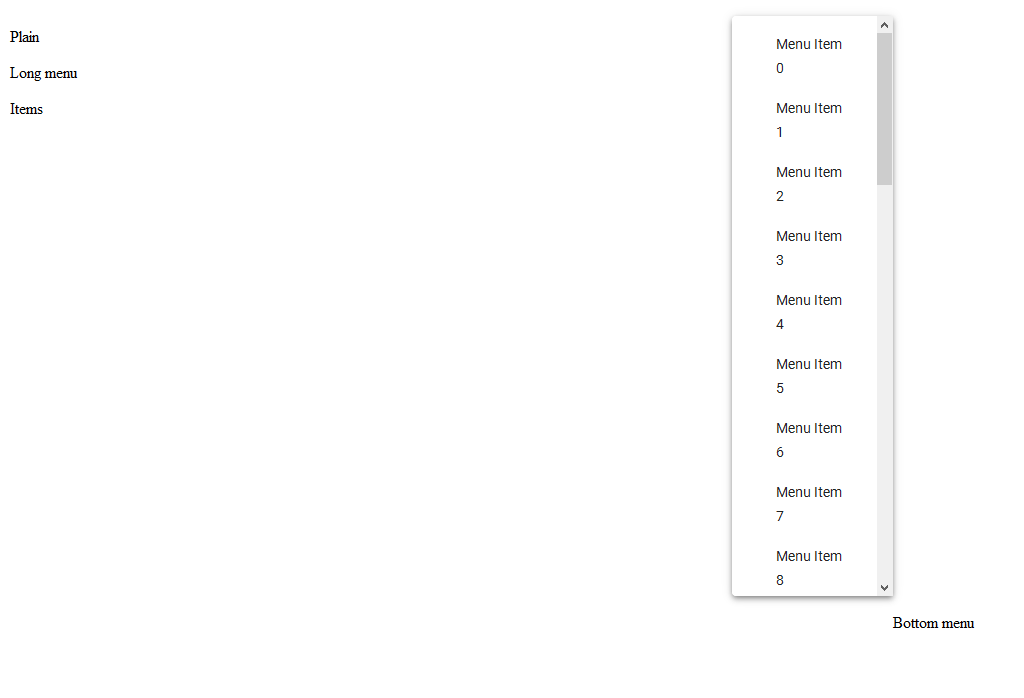 Plain
Long menu
Items
Menu Item
0
Menu Item
1
Menu Item
2
Menu Item
3
Menu Item
4
Menu Item
5
Menu Item
6
Menu Item
7
Menu Item
8
Bottom menu